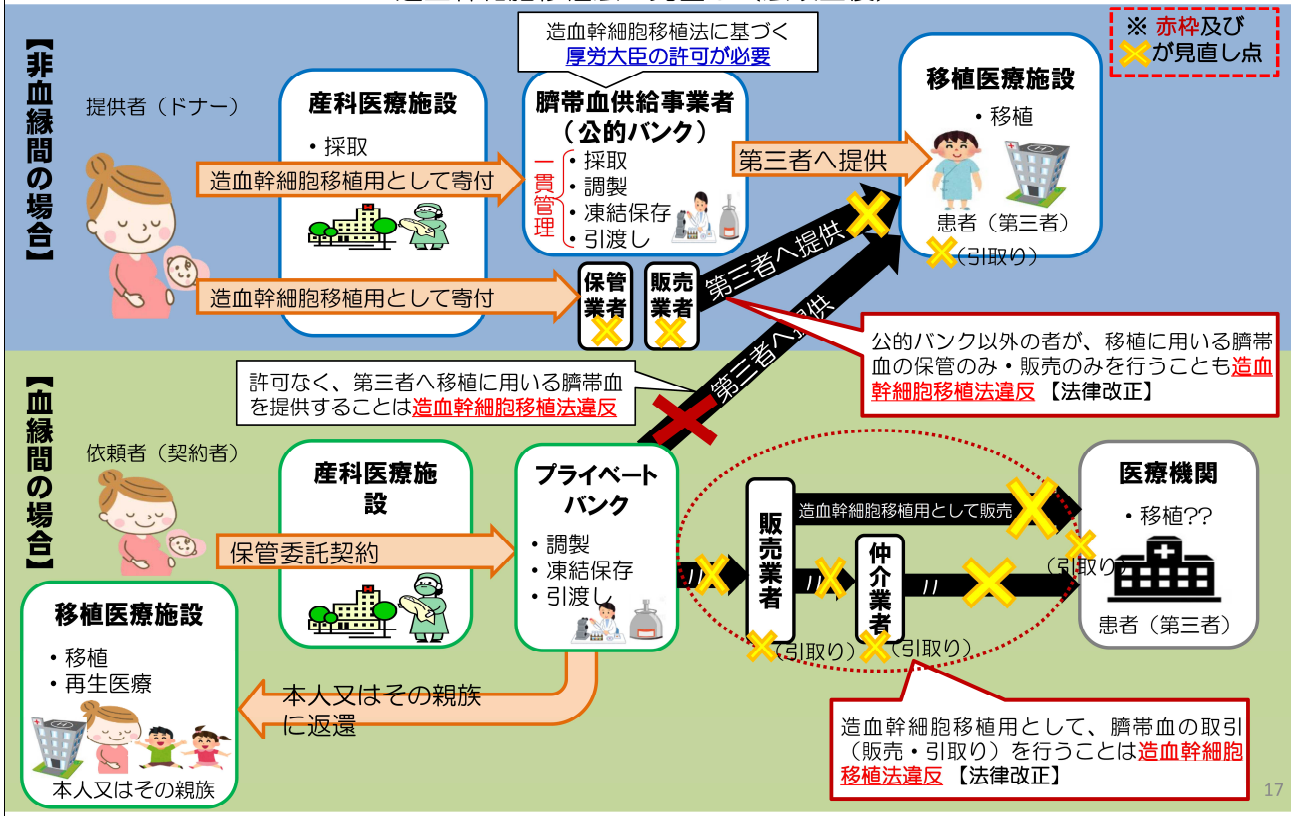 ※ 赤枠及び
が見直し点
【非血縁間の場合】
提供者（ドナー）
産科医療施設
・採取
造血幹細胞移植用として寄付
造血幹細胞移植用として寄付
造血幹細胞移植法に基づく
厚労大臣の許可が必要
臍帯血供給事業者
（公的バンク）
一貫管理
・採取
・調製
・凍結保存
・引渡し
第三者へ提供
移植医療施設
・移植
患者（第三者）
（引取り）
保管
業者
販売
業者
第三者へ提供
第三者へ提供
公的バンク以外の者が、移植に用いる臍帯
血の保管のみ・販売のみを行うことも造血
幹細胞移植法違反 【法律改正】
許可なく、第三者へ移植に用いる臍帯血
を提供することは造血幹細胞移植法違反
【血縁間の場合】
依頼者（契約者）
産科医療施
設
保管委託契約
プライベート
バンク
・調製
・凍結保存
・引渡し
〃
販売業者
（引取り）
造血幹細胞移植用として販売
〃
仲介業者
（引取り）
〃
（引取り）
医療機関
・移植??
患者（第三者）
移植医療施設
・移植
・再生医療
本人又はその親族
本人又はその親族
に返還
造血幹細胞移植用として、臍帯血の取引
（販売・引取り）を行うことは造血幹細胞
移植法違反 【法律改正】
17